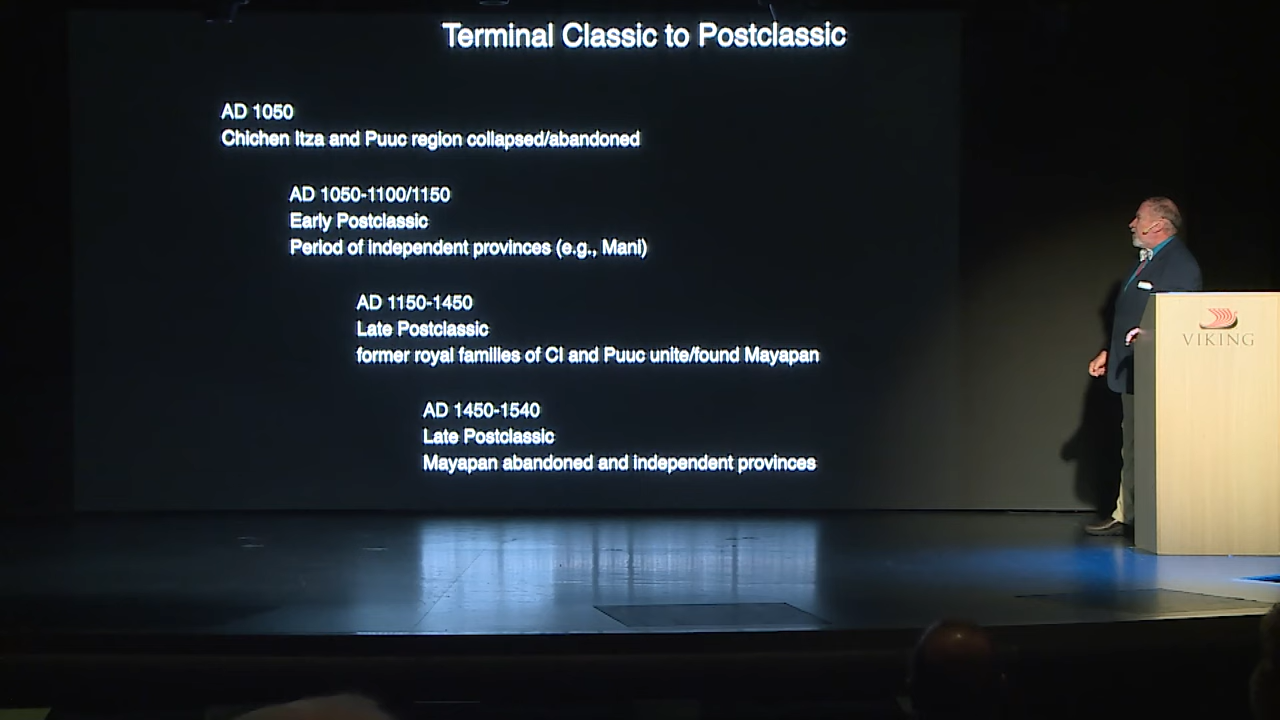 Terminal Classic to Postclassic
AD 1050
Chichen Itza and Puuc region collapsed/abandoned
AD 1050-1100/1150
Early Postclassic
Period of independent provinces (e.g., Mani)
AD 1150-1450
Late Postclassic
former royal families of CI and Puuc unite/found Mayapan
AD 1450-1540
Late Postclassic
Mayapan abandoned and independent provinces
VIKING